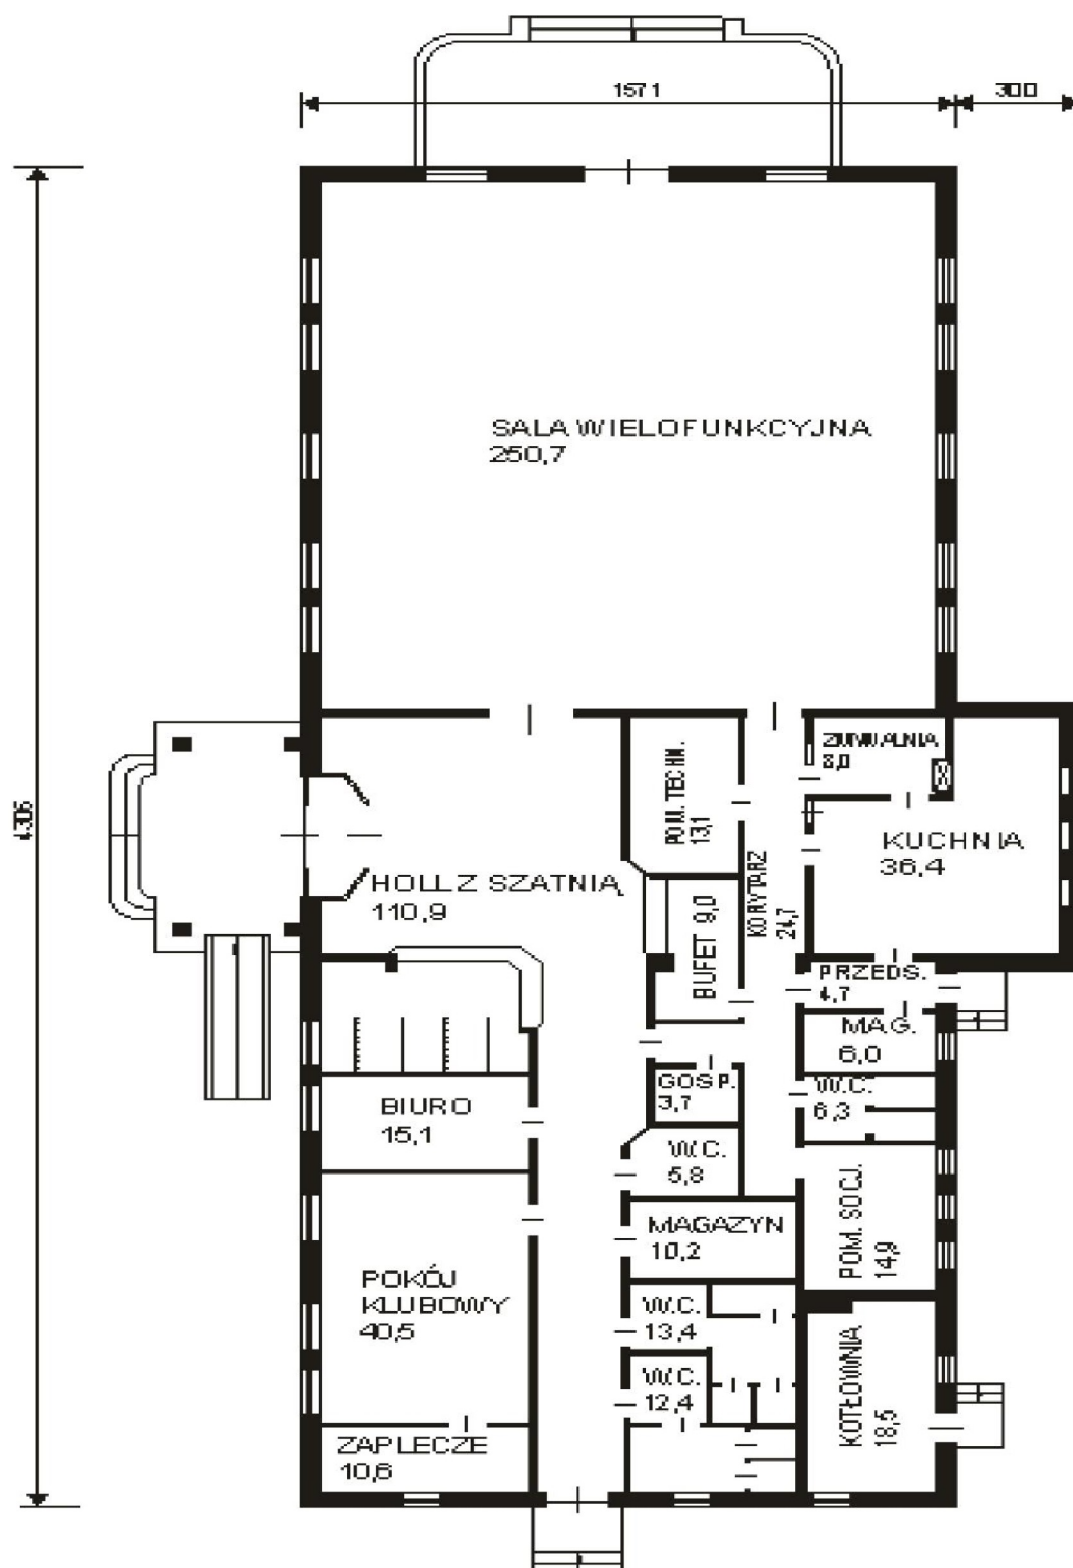 1571
300
4306
SALA WIELOFUNKCYJNA
250,7
ZMYWALNIA
8,0
POM. TECHN.
13,1
KUCHNIA
36,4
HOLL Z SZATNIĄ
110,9
KORYTARZ
24,7
BUFET 9,0
PRZEDS.
4,7
MAG.
6,0
GOSP.
3,7
W.C.
6,3
BIURO
15,1
W.C.
5,8
MAGAZYN
10,2
POM. SOCJ.
14,9
POKÓJ
KLUBOWY
40,5
W.C.
13,4
W.C.
12,4
KOTŁOWNIA
18,5
ZAPLECZE
10,6